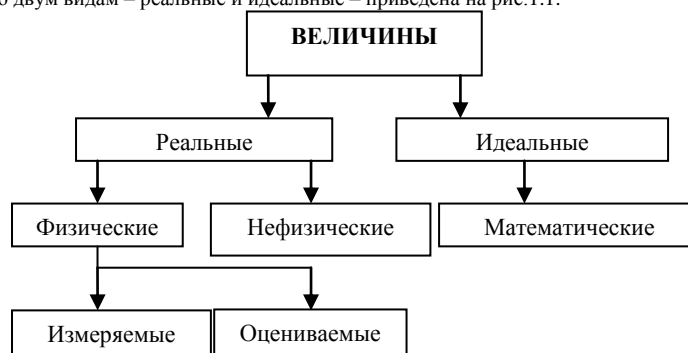 о двум видам – реальные и идеальные – приведена на рис.1.1.
ВЕЛИЧИНЫ
Реальные Идеальные
Физические Нефизические Математические
Измеряемые Оцениваемые